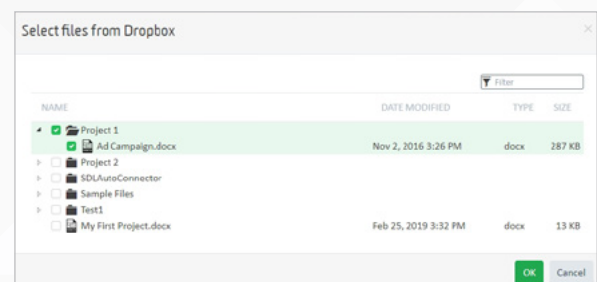 Select files from Dropbox
Filter
NAME DATE MODIFIED TYPE SIZE
Project 1
Ad Campaign.docx Nov 2, 2016 3:26 PM docx 287 KB
Project 2
SDLAutoConnector
Sample Files
Test1
My First Project.docx Feb 25, 2019 3:32 PM docx 13 KB
OK Cancel